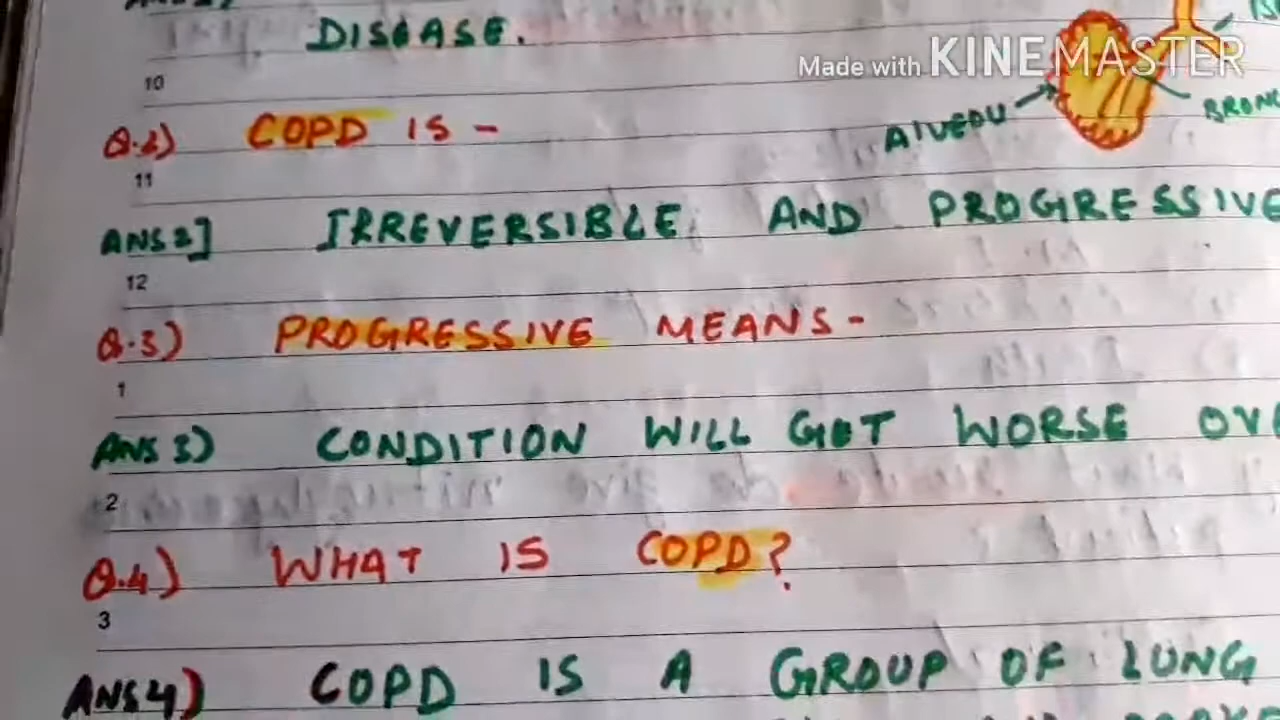 DISEASE.
Made with KINEMASTER
10
Q.2) COPD IS -
ALVEOLI
11
ANS 2] IRREVERSIBLE AND PROGRESSIVE
12
Q.3) PROGRESSIVE MEANS -
1
ANS 3) CONDITION WILL GET WORSE
2
Q.4) WHAT IS COPD?
3
ANS 4) COPD IS A GROUP OF LUNG